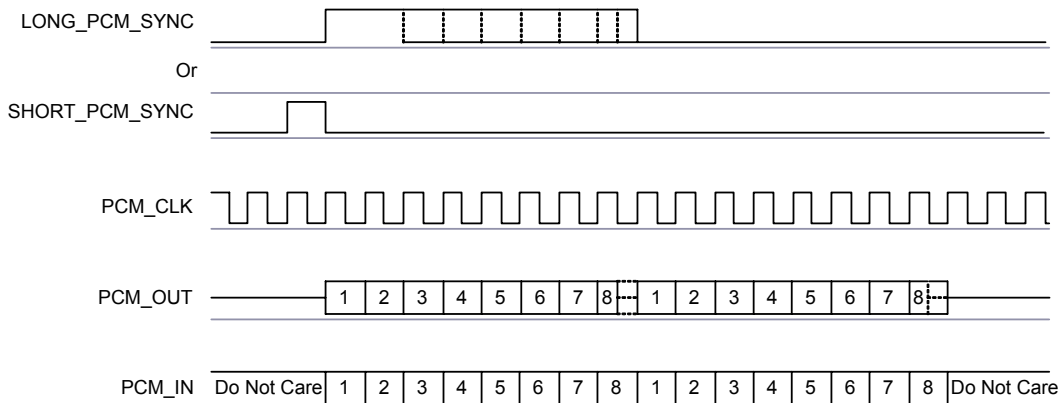 LONG_PCM_SYNC
Or
SHORT_PCM_SYNC
PCM_CLK
PCM_OUT 1 2 3 4 5 6 7 8 1 2 3 4 5 6 7 8
PCM_IN Do Not Care 1 2 3 4 5 6 7 8 1 2 3 4 5 6 7 8 Do Not Care